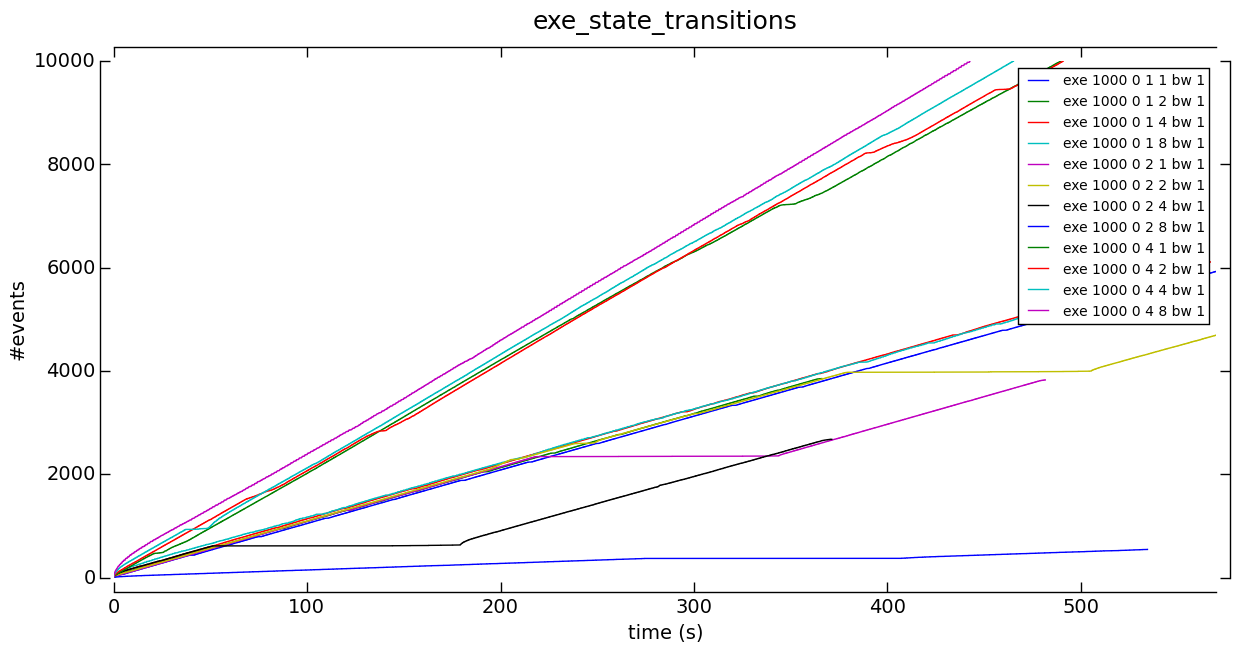 exe_state_transitions
10000
8000
6000
4000
2000
0
#events
0
100
200
300
400
500
time (s)
exe 1000 0 1 1 bw 1
exe 1000 0 1 2 bw 1
exe 1000 0 1 4 bw 1
exe 1000 0 1 8 bw 1
exe 1000 0 2 1 bw 1
exe 1000 0 2 2 bw 1
exe 1000 0 2 4 bw 1
exe 1000 0 2 8 bw 1
exe 1000 0 4 1 bw 1
exe 1000 0 4 2 bw 1
exe 1000 0 4 4 bw 1
exe 1000 0 4 8 bw 1